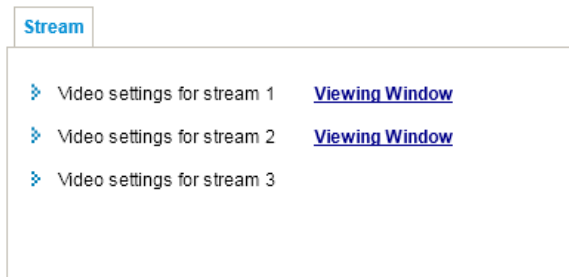 Stream
Video settings for stream 1 Viewing Window
Video settings for stream 2 Viewing Window
Video settings for stream 3